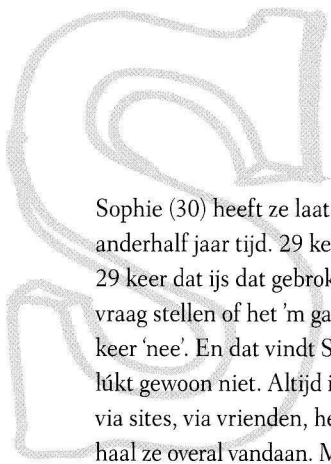 S
Sophie (30) heeft ze laat
anderhalf jaar tijd. 29 ke
29 keer dat ijs dat gebrok
vraag stellen of het 'm ga
keer 'nee'. En dat vindt S
lúkt gewoon niet. Altijd i
via sites, via vrienden, he
haal ze overal vandaan. M